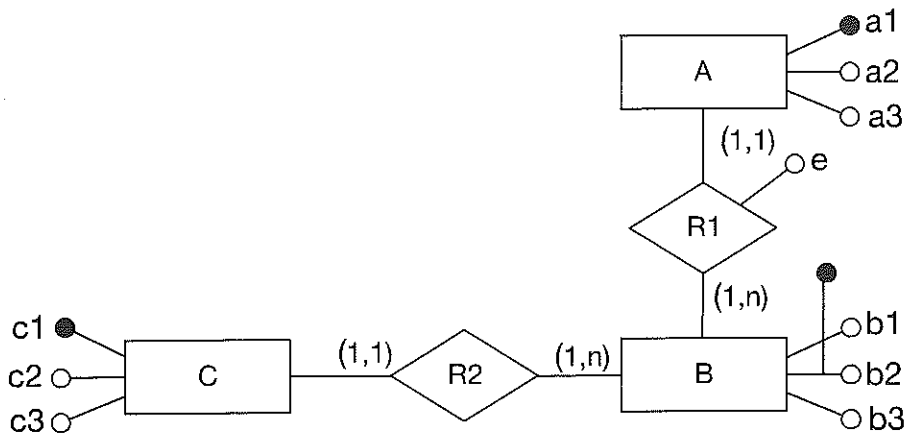 a1
A
a2
a3
(1,1)
e
R1
(1,n)
c1
b1
(1,1)
(1,n)
C
R2
B
c2
b2
c3
b3